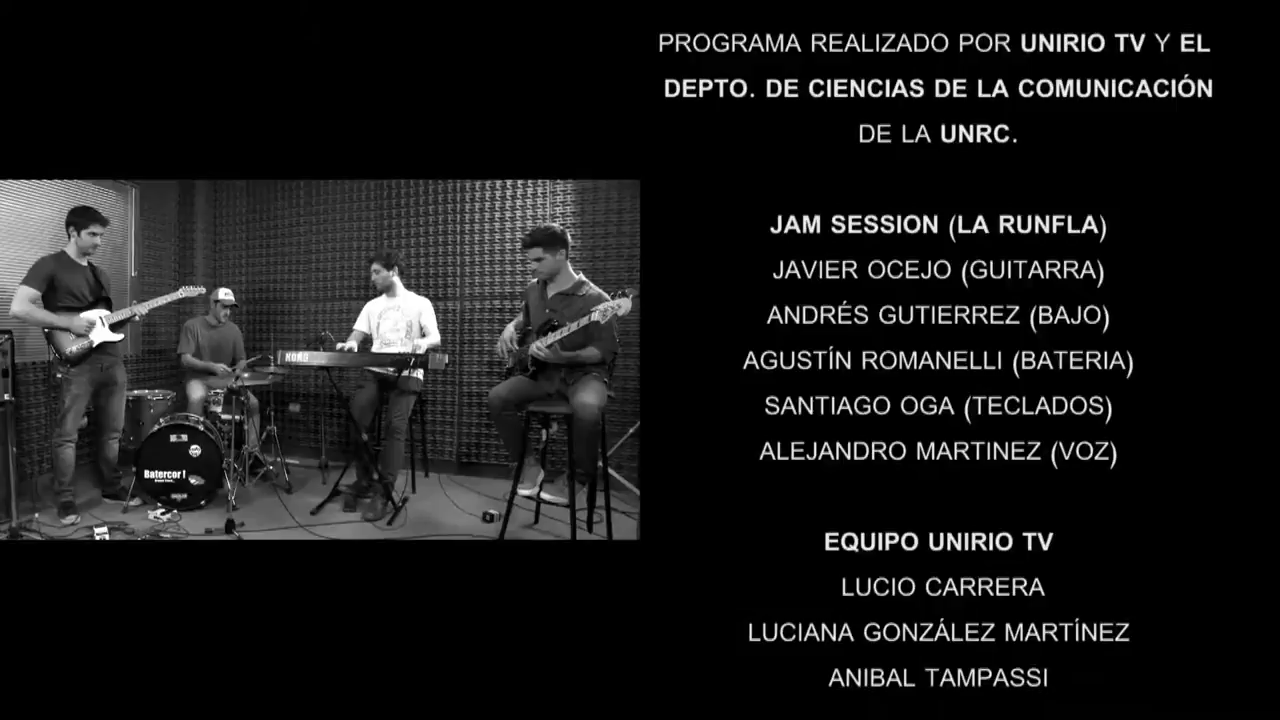 PROGRAMA REALIZADO POR UNIRIO TV Y EL
DEPTO. DE CIENCIAS DE LA COMUNICACIÓN
DE LA UNRC.
JAM SESSION (LA RUNFLA)
JAVIER OCEJO (GUITARRA)
ANDRÉS GUTIERREZ (BAJO)
AGUSTÍN ROMANELLI (BATERIA)
SANTIAGO OGA (TECLADOS)
ALEJANDRO MARTINEZ (VOZ)
EQUIPO UNIRIO TV
LUCIO CARRERA
LUCIANA GONZÁLEZ MARTÍNEZ
ANIBAL TAMPASSI
KORG
Batercor!